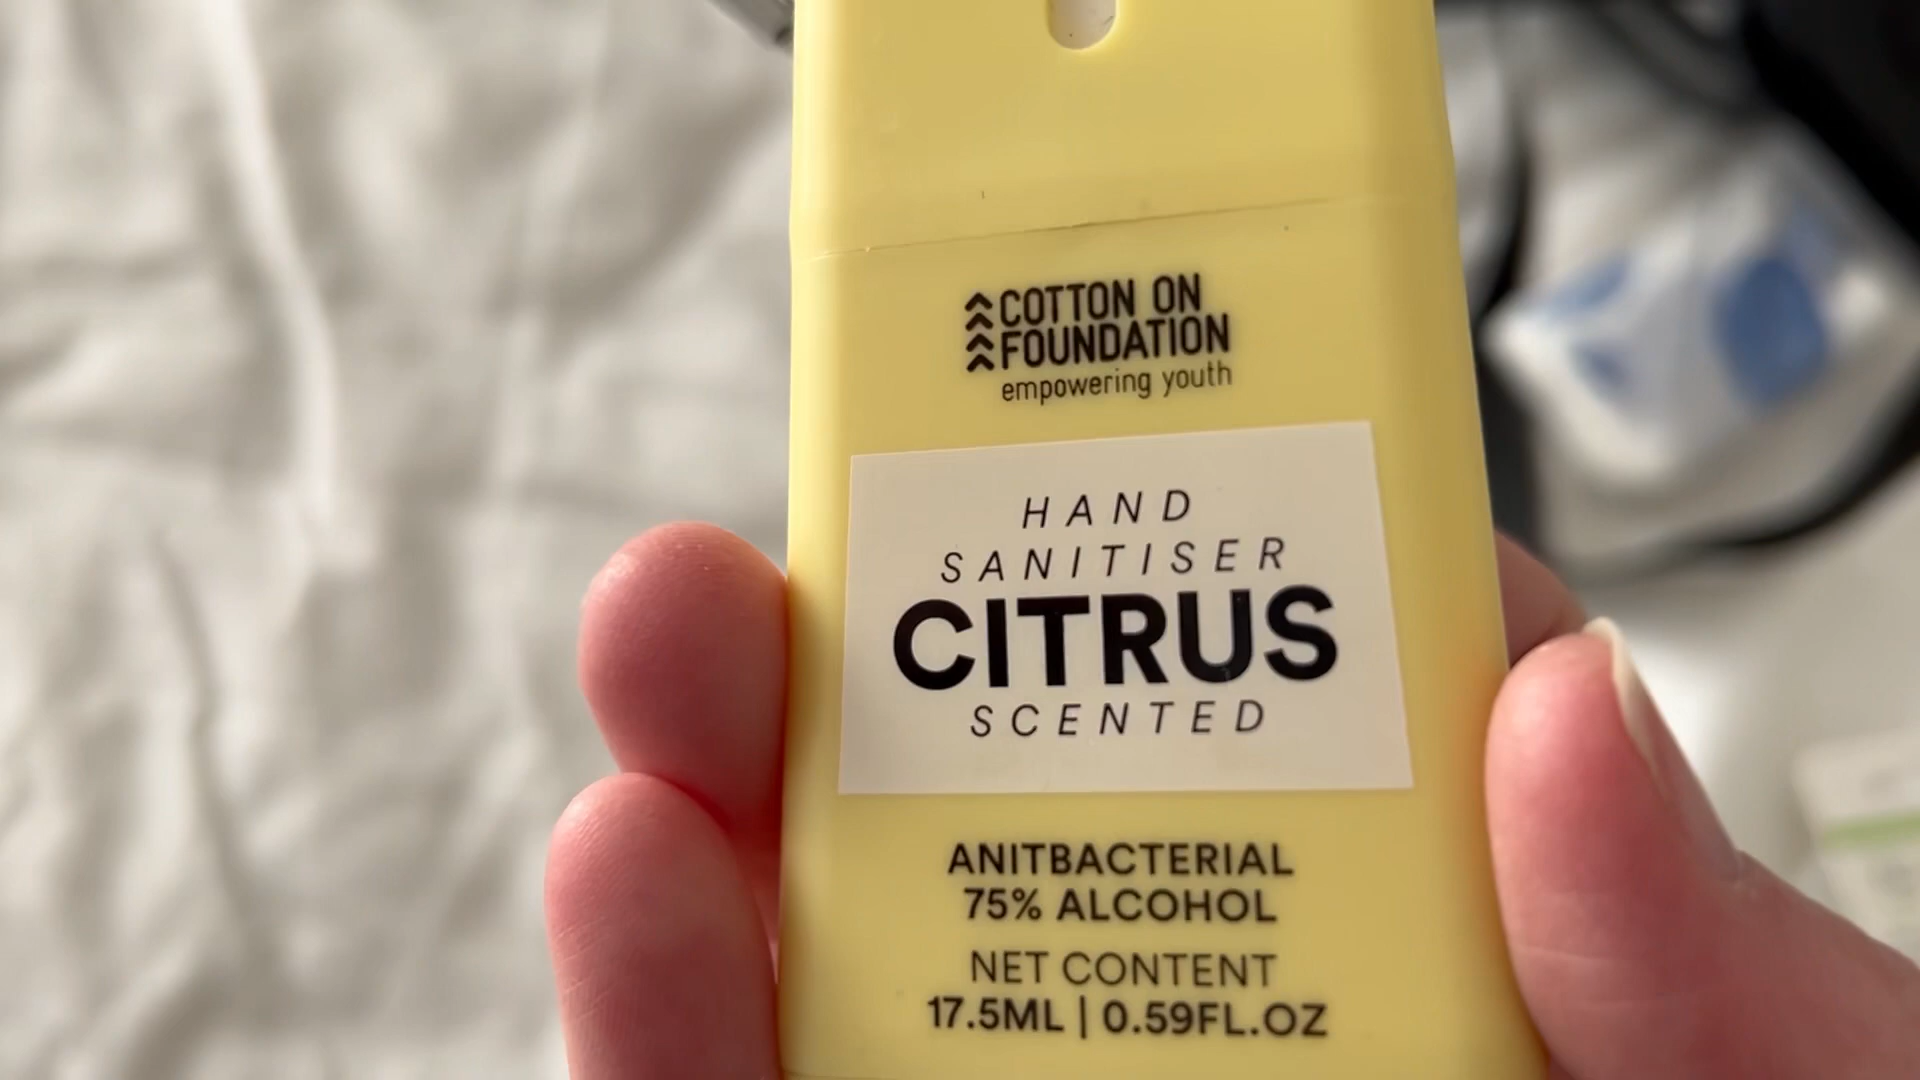 COTTON ON
FOUNDATION
empowering youth
HAND
SANITISER
CITRUS
SCENTED
ANITBACTERIAL
75% ALCOHOL
NET CONTENT
17.5ML | 0.59FL.OZ